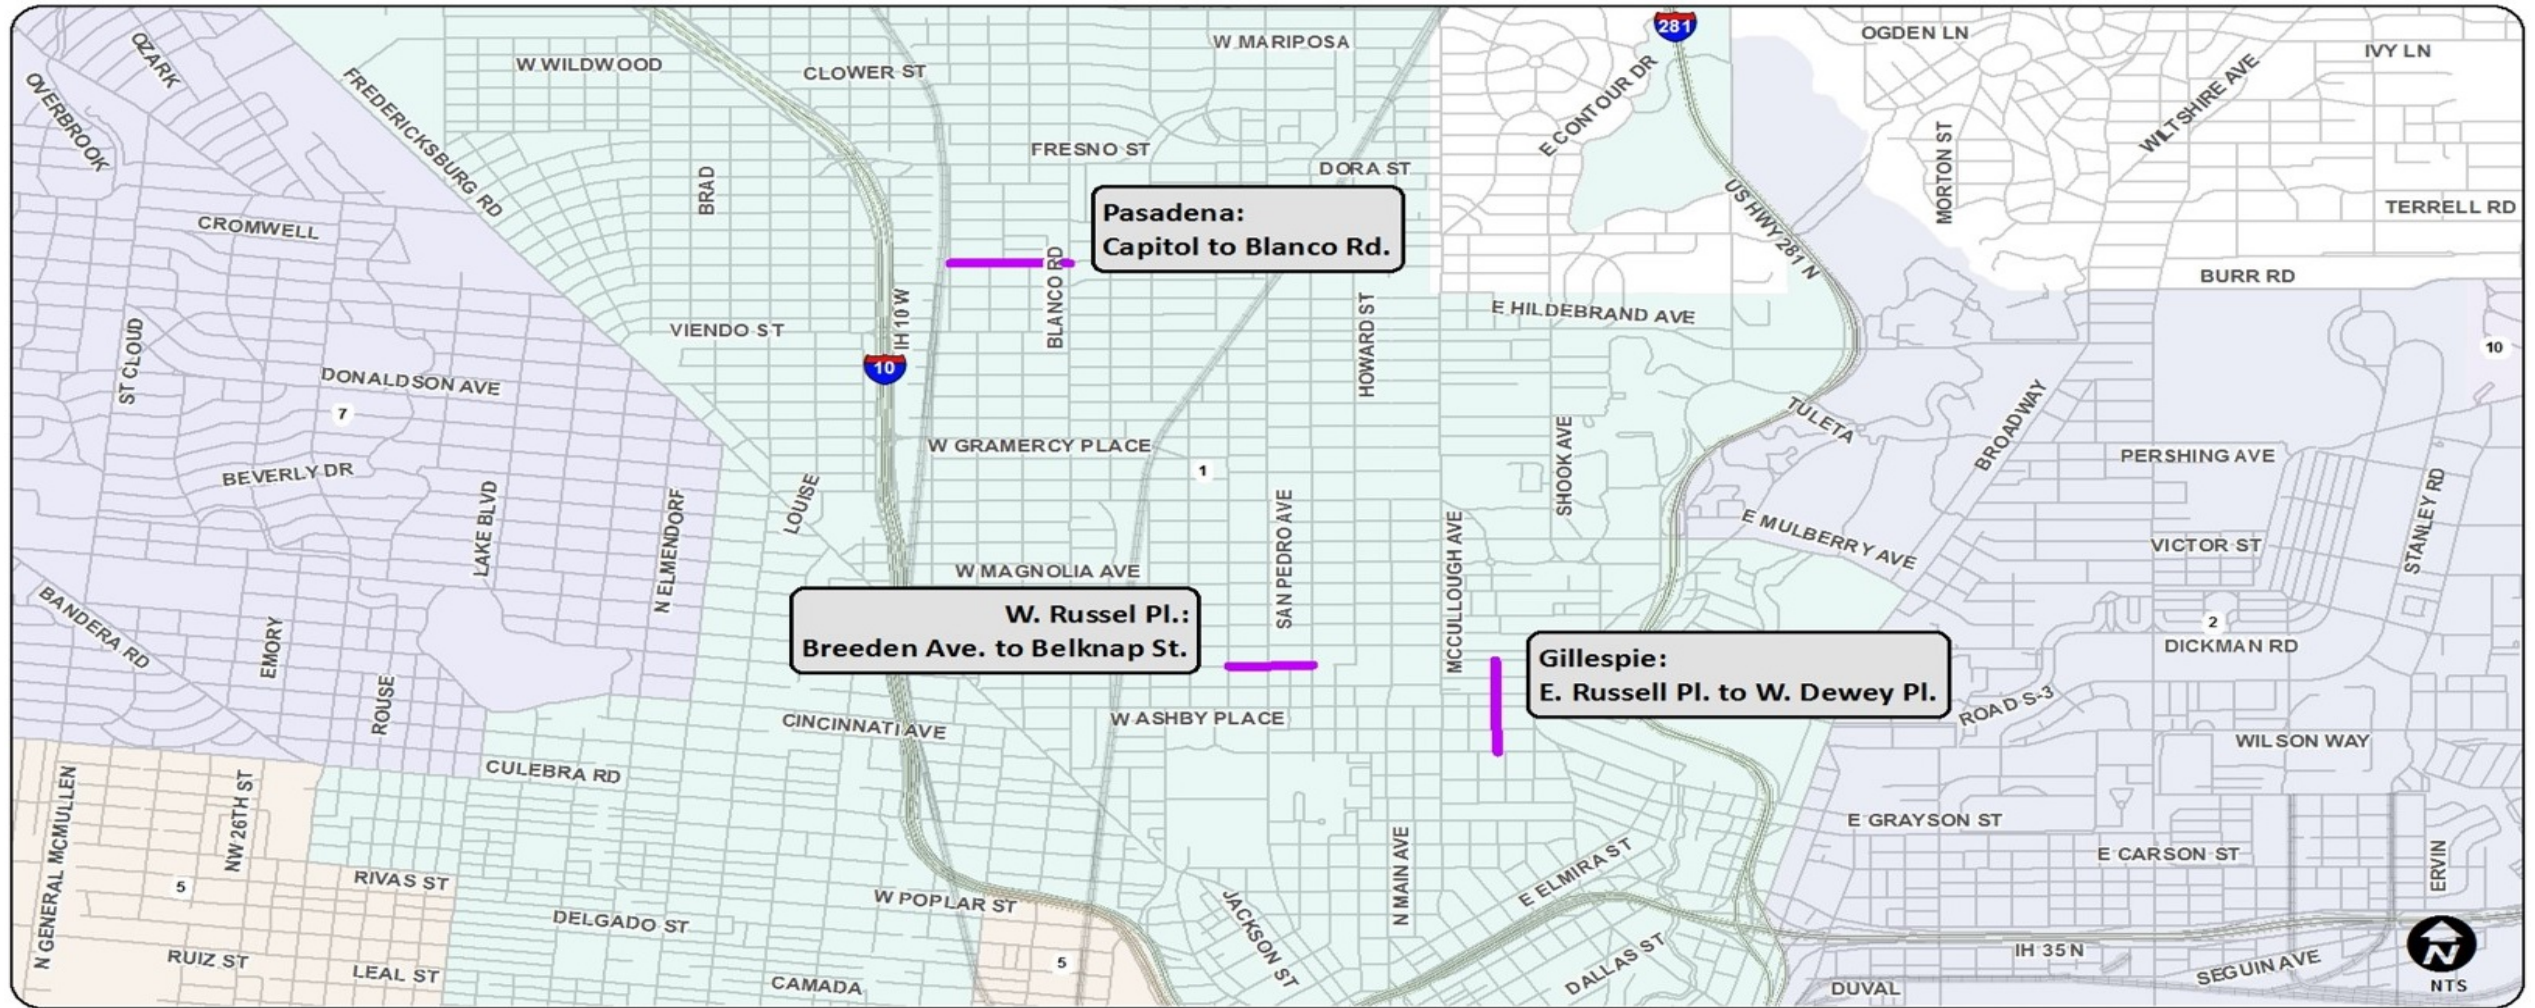 281
OGDEN LN
W MARIPOSA
IVY LN
OZARK
W WILDWOOD
CLOWER ST
OVERBROOK
FREDERICKSBURG RD
E CONTOUR DR
WILTSHIRE AVE
FRESNO ST
DORA ST
MORTON ST
BRAD
Pasadena:
Capitol to Blanco Rd.
US HWY 281 N
TERRELL RD
CROMWELL
BLANCO RD
BURR RD
IH 10 W
HOWARD ST
E HILDEBRAND AVE
VIENDO ST
ST CLOUD
10
10
DONALDSON AVE
7
TULETA
BROADWAY
W GRAMERCY PLACE
1
SHOOK AVE
PERSHING AVE
BEVERLY DR
LAKE BLVD
N ELMENDORF
LOUISE
SAN PEDRO AVE
MCCULLOUGH AVE
E MULBERRY AVE
VICTOR ST
STANLEY RD
W MAGNOLIA AVE
BANDERA RD
EMORY
W. Russel Pl.:
Breeden Ave. to Belknap St.
2
DICKMAN RD
Gillespie:
E. Russell Pl. to W. Dewey Pl.
ROUSE
ROAD S-3
CINCINNATI AVE
W ASHBY PLACE
WILSON WAY
CULEBRA RD
N GENERAL MCMULLEN
NW 26TH ST
E GRAYSON ST
E CARSON ST
N MAIN AVE
E ELMIRA ST
ERVIN
5
RIVAS ST
W POPLAR ST
DELGADO ST
JACKSON ST
DALLAS ST
IH 35 N
N
RUIZ ST
LEAL ST
5
SEGUIN AVE
CAMADA
DUVAL
NTS